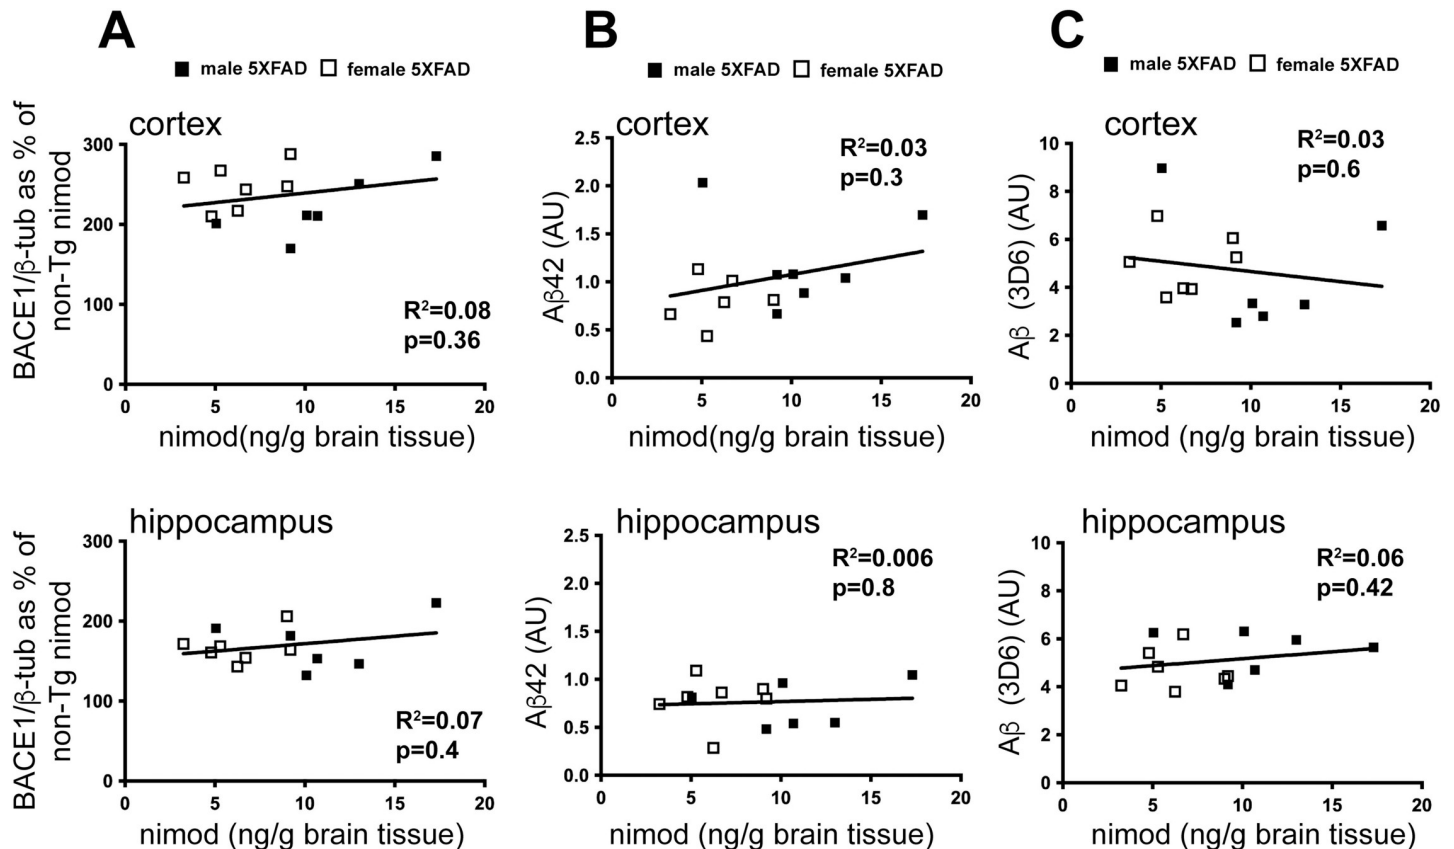 A
■ male 5XFAD □ female 5XFAD
cortex
BACE1/β-tub as % of
non-Tg nimod
300
200
100
0
R²=0.08
p=0.36
0 5 10 15 20
nimod(ng/g brain tissue)
B
■ male 5XFAD □ female 5XFAD
cortex
Aβ42 (AU)
2.5
2.0
1.5
1.0
0.5
0.0
R²=0.03
p=0.3
0 5 10 15 20
nimod(ng/g brain tissue)
C
■ male 5XFAD □ female 5XFAD
cortex
Aβ (3D6) (AU)
10
8
6
4
2
0
R²=0.03
p=0.6
0 5 10 15 20
nimod (ng/g brain tissue)
hippocampus
BACE1/β-tub as % of
non-Tg nimod
300
200
100
0
R²=0.07
p=0.4
0 5 10 15 20
nimod (ng/g brain tissue)
hippocampus
Aβ42 (AU)
2.5
2.0
1.5
1.0
0.5
0.0
R²=0.006
p=0.8
0 5 10 15 20
nimod (ng/g brain tissue)
hippocampus
Aβ (3D6) (AU)
10
8
6
4
2
0
R²=0.06
p=0.42
0 5 10 15 20
nimod (ng/g brain tissue)